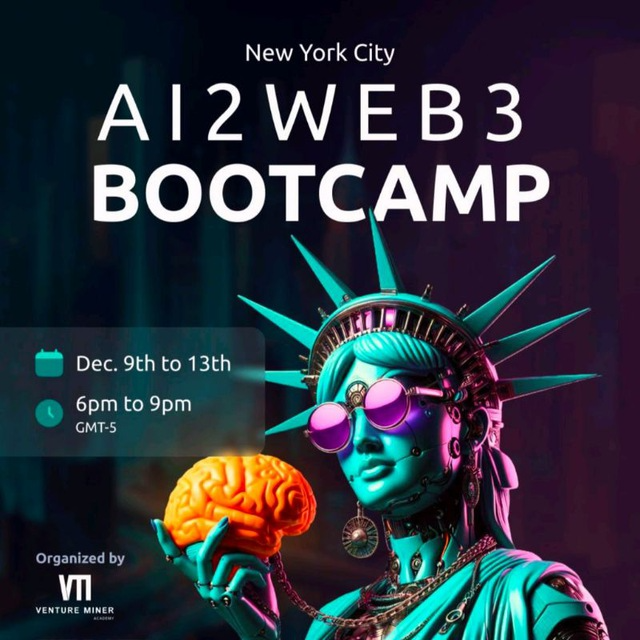 New York City
AI2WEB3
BOOTCAMP
Dec. 9th to 13th
6pm to 9pm
GMT-5
Organized by
VM
VENTURE MINER
ACADEMY